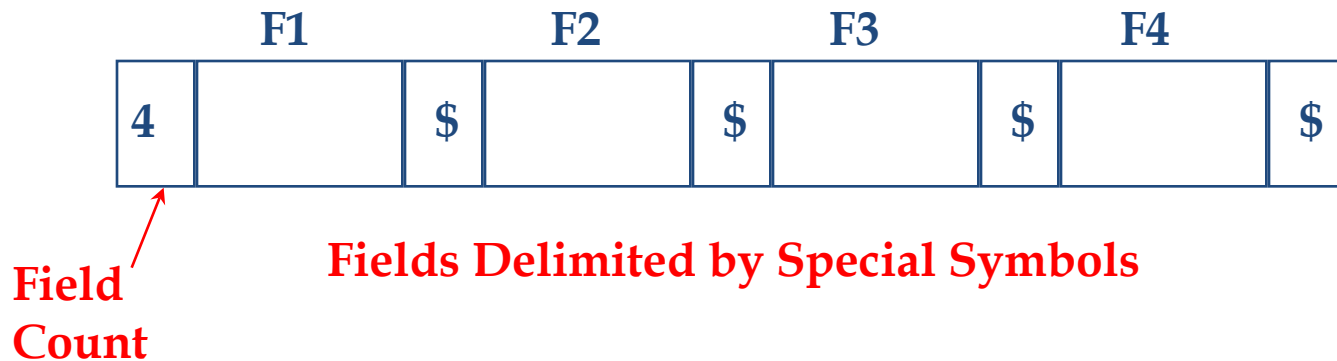 F1 F2 F3 F4
4 $ $ $ $
Fields Delimited by Special Symbols
Field
Count